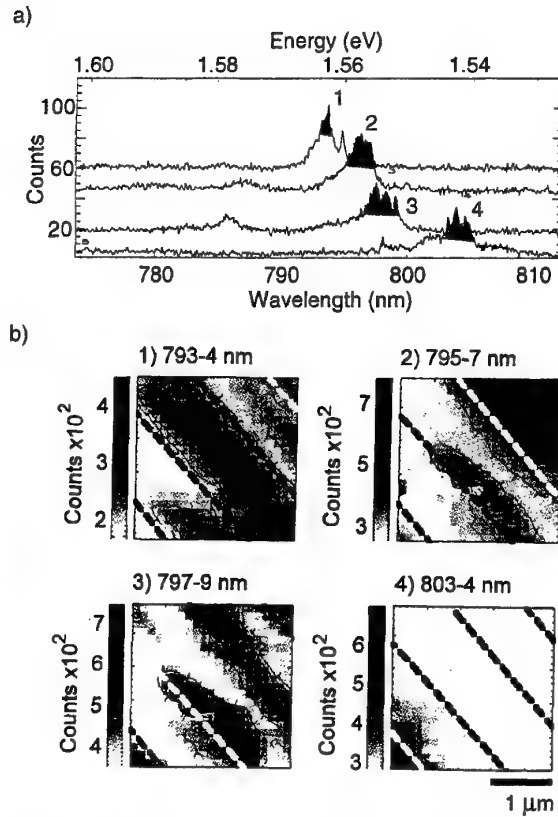 a)
Energy (eV)
1.60 1.58 1.56 1.54
Counts
100
60
20
1
2
3
4
780 790 800 810
Wavelength (nm)
b)
1) 793-4 nm
Counts x10²
4
3
2
2) 795-7 nm
Counts x10²
7
5
3
3) 797-9 nm
Counts x10²
7
6
5
4
4) 803-4 nm
Counts x10²
6
5
4
3
1 μm